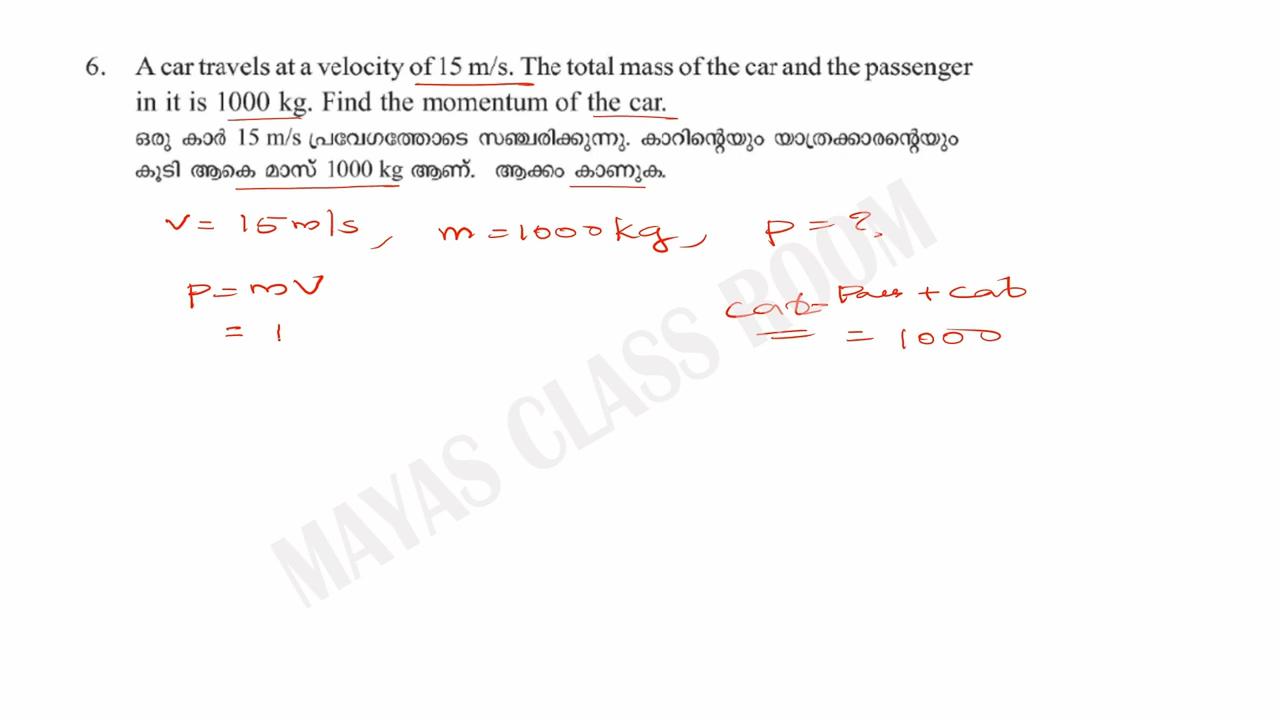 6. A car travels at a velocity of 15 m/s. The total mass of the car and the passenger
in it is 1000 kg. Find the momentum of the car.
ഒരു കാർ 15 m/s പ്രവേഗത്തോടെ സഞ്ചരിക്കുന്നു. കാറിന്റെയും യാത്രക്കാരന്റെയും
കൂടി ആകെ മാസ് 1000 kg ആണ്. ആക്കം കാണുക.
v = 15 m/s, m = 1000 kg, p = ?
p = mv
= 1
car = Pass + car
= 1000
MAYAS CLASS ROOM